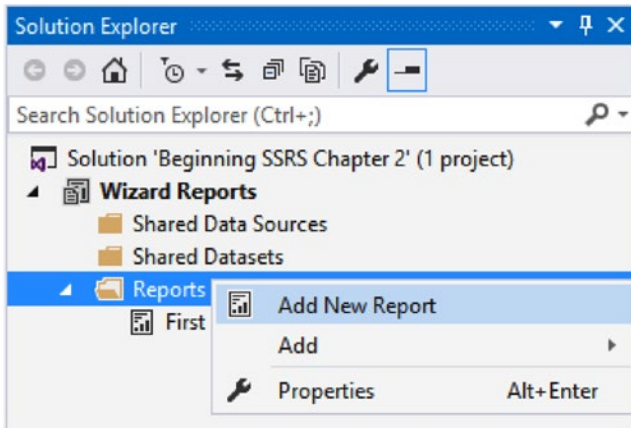 Solution Explorer
Search Solution Explorer (Ctrl+;)
Solution 'Beginning SSRS Chapter 2' (1 project)
Wizard Reports
Shared Data Sources
Shared Datasets
Reports
Add New Report
First
Add
Properties Alt+Enter